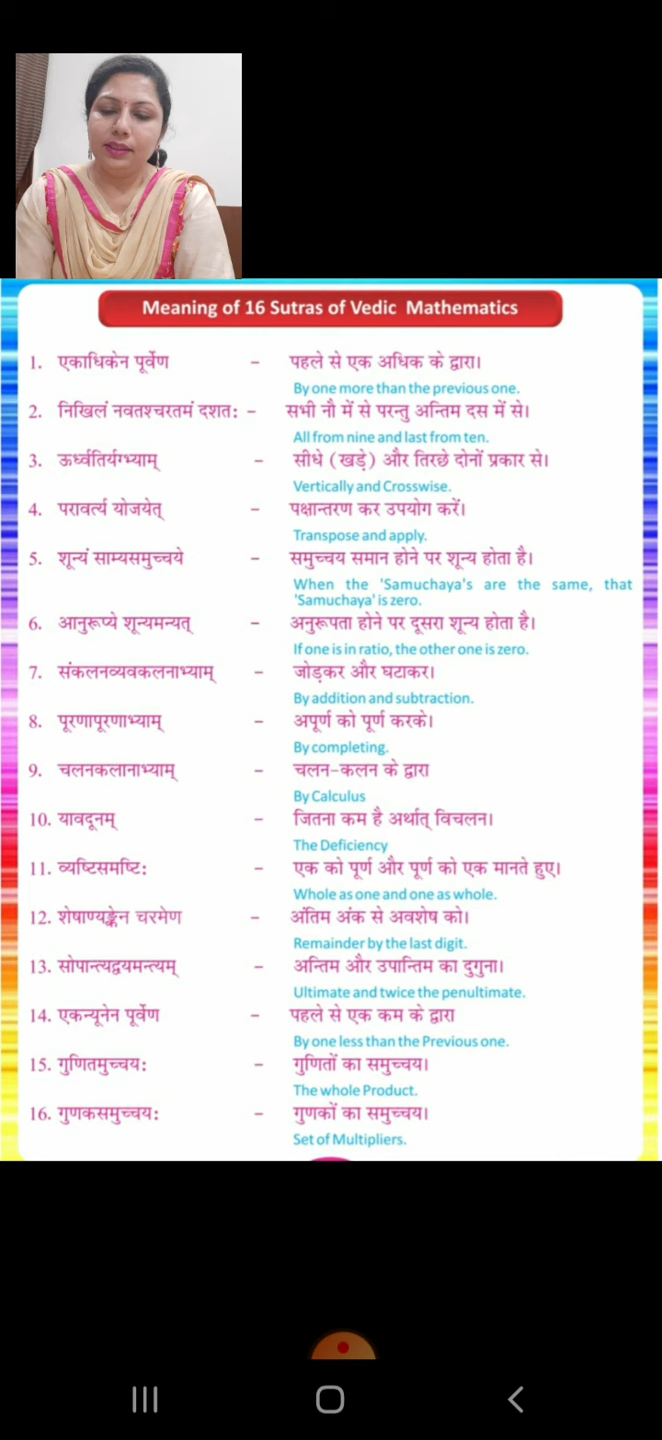 Meaning of 16 Sutras of Vedic Mathematics
1. एकाधिकेन पूर्वेण - पहले से एक अधिक के द्वारा।
By one more than the previous one.
2. निखिलं नवतश्चरतमं दशतः - सभी नौ में से परन्तु अन्तिम दस में से।
All from nine and last from ten.
3. ऊर्ध्वतिर्यग्भ्याम् - सीधे (खड़े) और तिरछे दोनों प्रकार से।
Vertically and Crosswise.
4. परावर्त्य योजयेत् - पक्षान्तरण कर उपयोग करें।
Transpose and apply.
5. शून्यं साम्यसमुच्चये - समुच्चय समान होने पर शून्य होता है।
When the 'Samuchaya's are the same, that
'Samuchaya' is zero.
6. आनुरूप्ये शून्यमन्यत् - अनुरूपता होने पर दूसरा शून्य होता है।
If one is in ratio, the other one is zero.
7. संकलनव्यवकलनाभ्याम् - जोड़कर और घटाकर।
By addition and subtraction.
8. पूरणापूरणाभ्याम् - अपूर्ण को पूर्ण करके।
By completing.
9. चलनकलानाभ्याम् - चलन-कलन के द्वारा
By Calculus
10. यावदूनम् - जितना कम है अर्थात् विचलन।
The Deficiency
11. व्यष्टिसमष्टिः - एक को पूर्ण और पूर्ण को एक मानते हुए।
Whole as one and one as whole.
12. शेषाण्यङ्केन चरमेण - अंतिम अंक से अवशेष को।
Remainder by the last digit.
13. सोपान्त्यद्वयमन्त्यम् - अन्तिम और उपान्तिम का दुगुना।
Ultimate and twice the penultimate.
14. एकन्यूनेन पूर्वेण - पहले से एक कम के द्वारा
By one less than the Previous one.
15. गुणितमुच्चयः - गुणितों का समुच्चय।
The whole Product.
16. गुणकसमुच्चयः - गुणकों का समुच्चय।
Set of Multipliers.